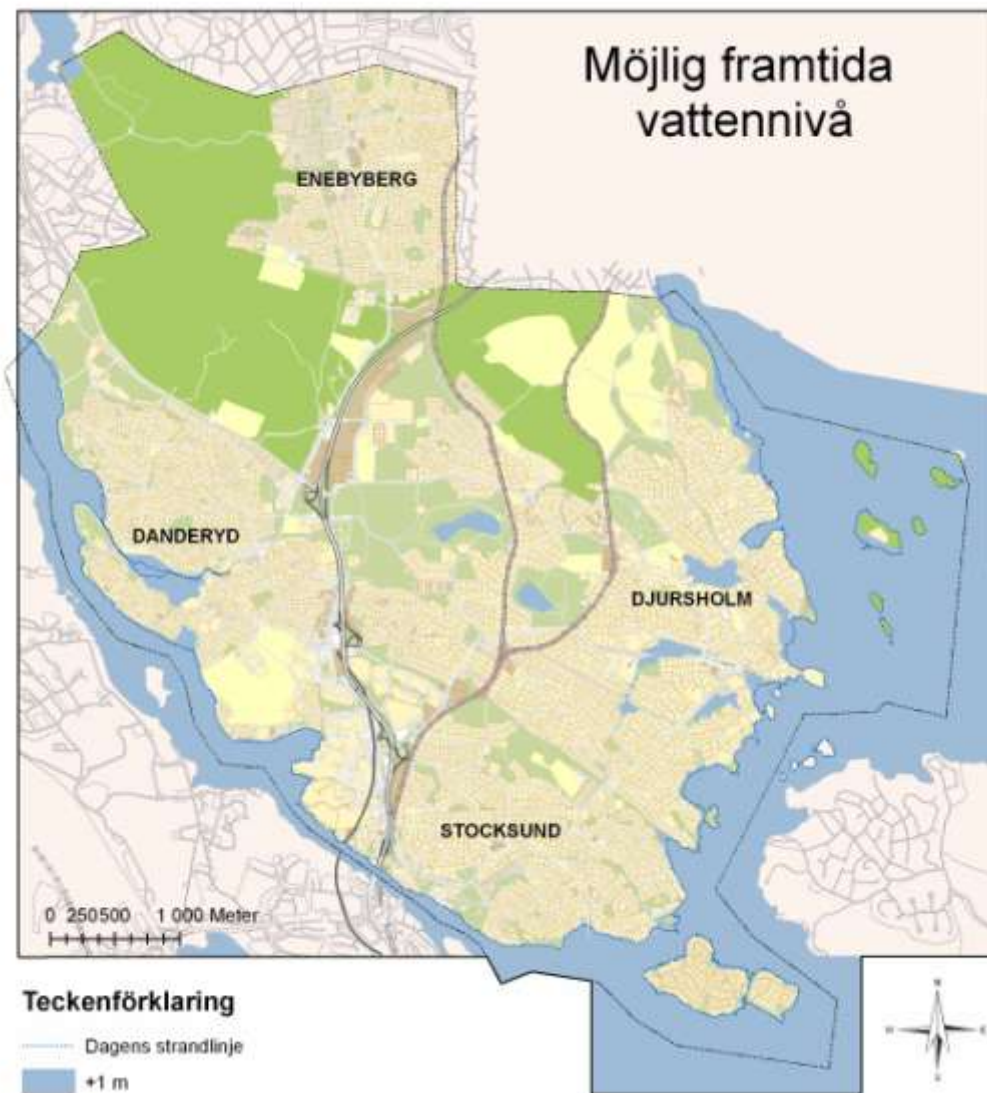 Möjlig framtida
vattennivå
ENEBYBERG
DANDERYD
DJURSHOLM
STOCKSUND
0 250500 1 000 Meter
Teckenförklaring
Dagens strandlinje
+1 m